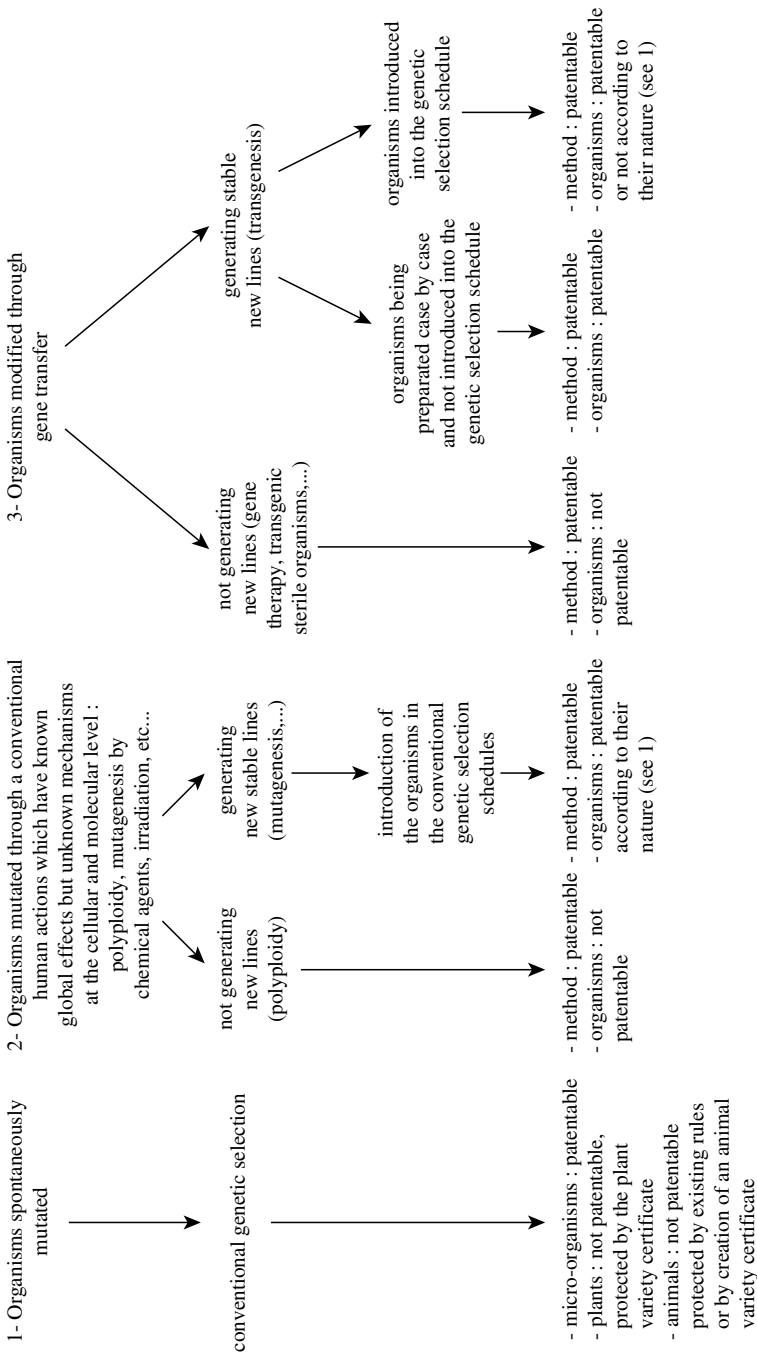 1- Organisms spontaneously
mutated
conventional genetic selection
- micro-organisms : patentable
- plants : not patentable,
protected by the plant
variety certificate
- animals : not patentable
protected by existing rules
or by creation of an animal
variety certificate
2- Organisms mutated through a conventional
human actions which have known
global effects but unknown mechanisms
at the cellular and molecular level :
polyploidy, mutagenesis by
chemical agents, irradiation, etc...
not generating
new lines
(polyploidy)
- method : patentable
- organisms : not
patentable
generating
new stable lines
(mutagenesis,...)
introduction of
the organisms in
the conventional
genetic selection
schedules
- method : patentable
- organisms : patentable
according to their
nature (see 1)
3- Organisms modified through
gene transfer
not generating
new lines (gene
therapy, transgenic
sterile organisms,...)
- method : patentable
- organisms : not
patentable
generating stable
new lines (transgenesis)
organisms being
preparated case by case
and not introduced into the
genetic selection schedule
- method : patentable
- organisms : patentable
organisms introduced
into the genetic
selection schedule
- method : patentable
- organisms : patentable
or not according to
their nature (see 1)